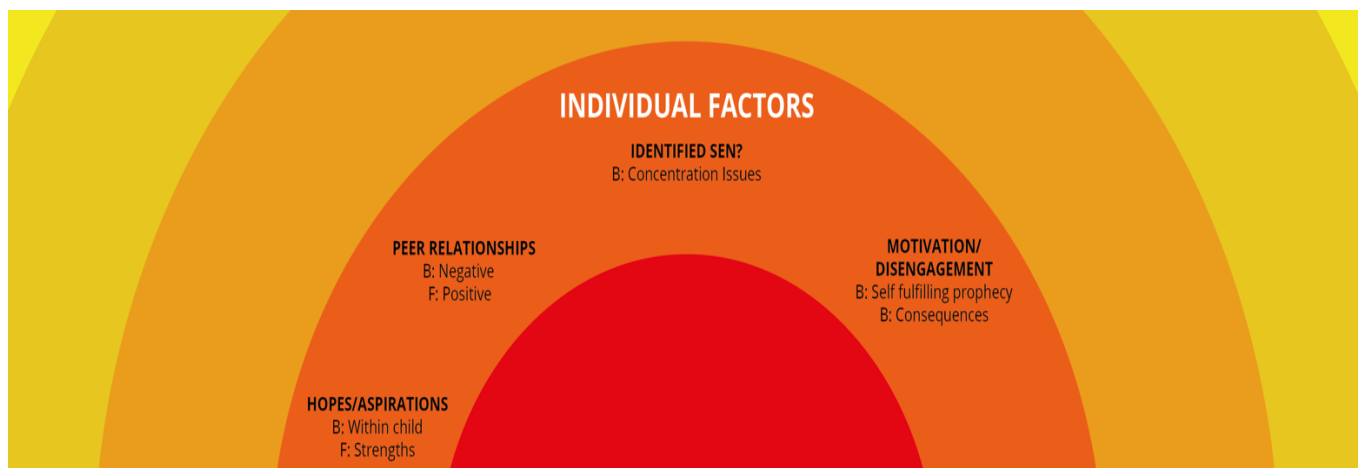 INDIVIDUAL FACTORS
IDENTIFIED SEN?
B: Concentration Issues
PEER RELATIONSHIPS
B: Negative
F: Positive
MOTIVATION/
DISENGAGEMENT
B: Self fulfilling prophecy
B: Consequences
HOPES/ASPIRATIONS
B: Within child
F: Strengths